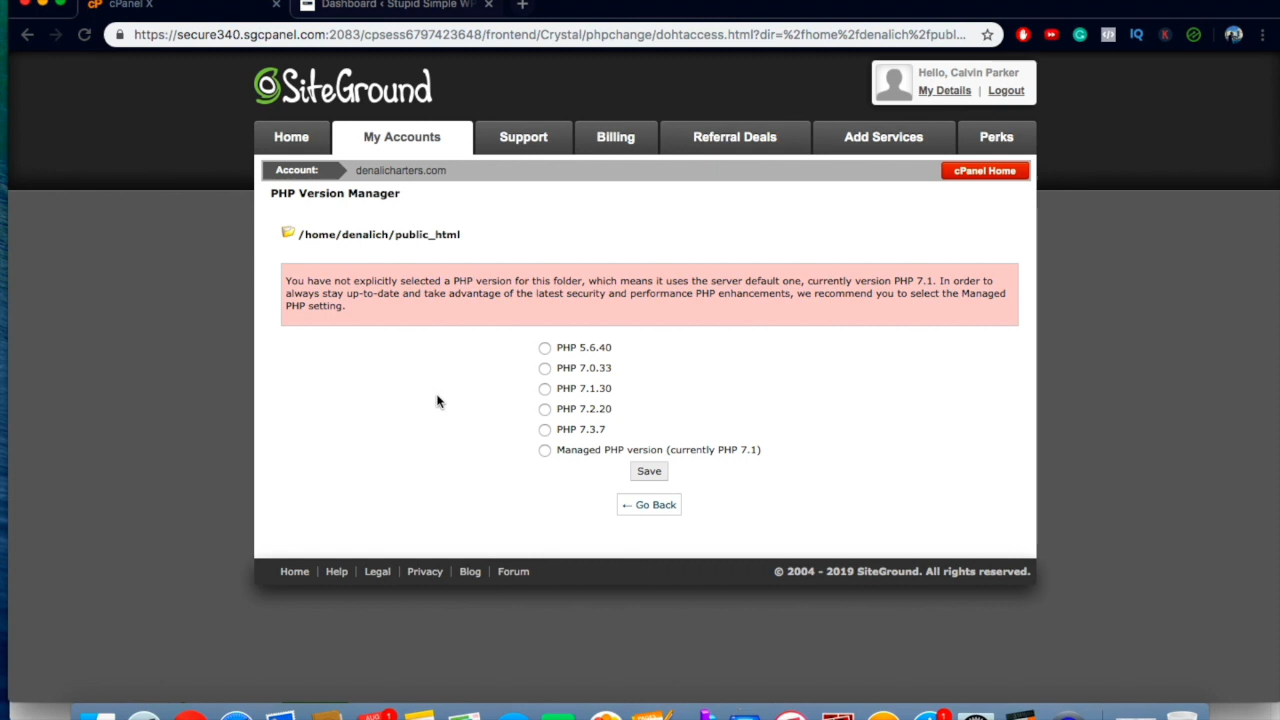 cPanel X
Dashboard ‹ Stupid Simple WP
https://secure340.sgcpanel.com:2083/cpsess6797423648/frontend/Crystal/phpchange/dohtaccess.html?dir=%2fhome%2fdenalich%2fpubl...
SiteGround
Hello, Calvin Parker
My Details | Logout
Home
My Accounts
Support
Billing
Referral Deals
Add Services
Perks
Account:
denalicharters.com
cPanel Home
PHP Version Manager
/home/denalich/public_html
You have not explicitly selected a PHP version for this folder, which means it uses the server default one, currently version PHP 7.1. In order to
always stay up-to-date and take advantage of the latest security and performance PHP enhancements, we recommend you to select the Managed
PHP setting.
PHP 5.6.40
PHP 7.0.33
PHP 7.1.30
PHP 7.2.20
PHP 7.3.7
Managed PHP version (currently PHP 7.1)
Save
← Go Back
Home | Help | Legal | Privacy | Blog | Forum
© 2004 - 2019 SiteGround. All rights reserved.
AUG
1
1